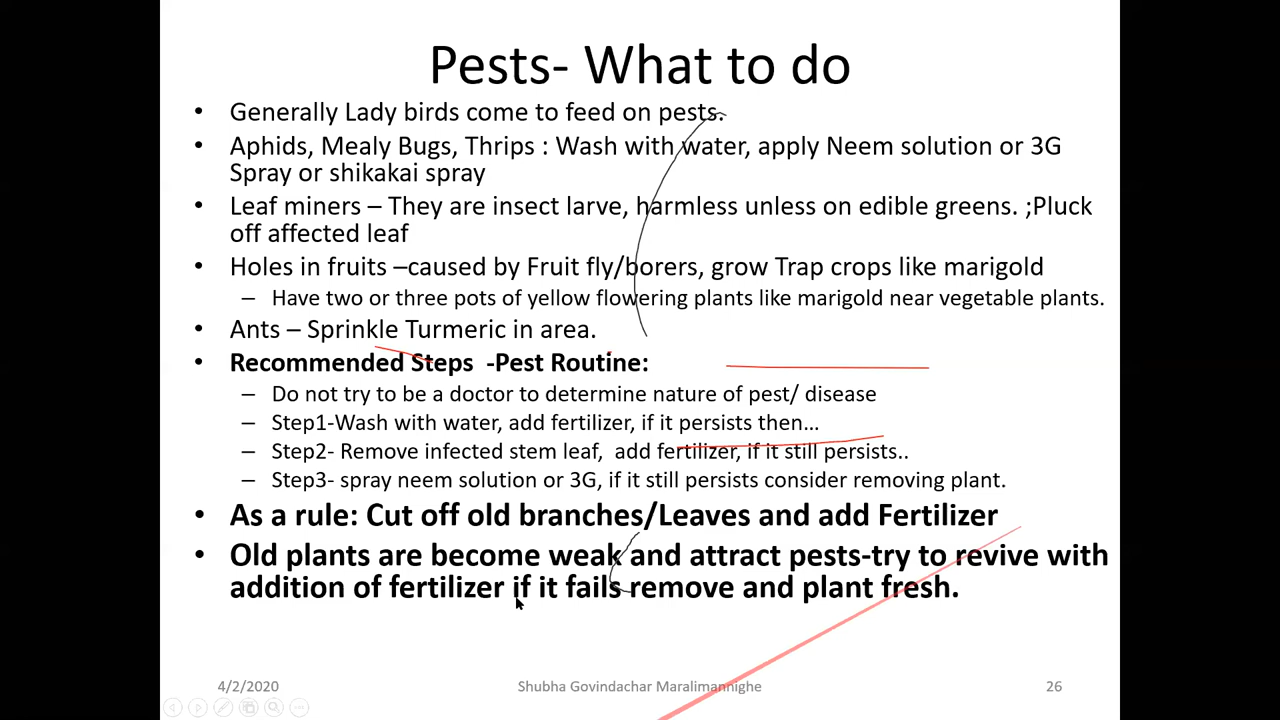 Pests- What to do
• Generally Lady birds come to feed on pests.
• Aphids, Mealy Bugs, Thrips : Wash with water, apply Neem solution or 3G
Spray or shikakai spray
• Leaf miners – They are insect larve, harmless unless on edible greens. ;Pluck
off affected leaf
• Holes in fruits –caused by Fruit fly/borers, grow Trap crops like marigold
– Have two or three pots of yellow flowering plants like marigold near vegetable plants.
• Ants – Sprinkle Turmeric in area.
• Recommended Steps -Pest Routine:
– Do not try to be a doctor to determine nature of pest/ disease
– Step1-Wash with water, add fertilizer, if it persists then…
– Step2- Remove infected stem leaf, add fertilizer, if it still persists..
– Step3- spray neem solution or 3G, if it still persists consider removing plant.
• As a rule: Cut off old branches/Leaves and add Fertilizer
• Old plants are become weak and attract pests-try to revive with
addition of fertilizer if it fails remove and plant fresh.
4/2/2020 Shubha Govindachar Maralimannighe 26